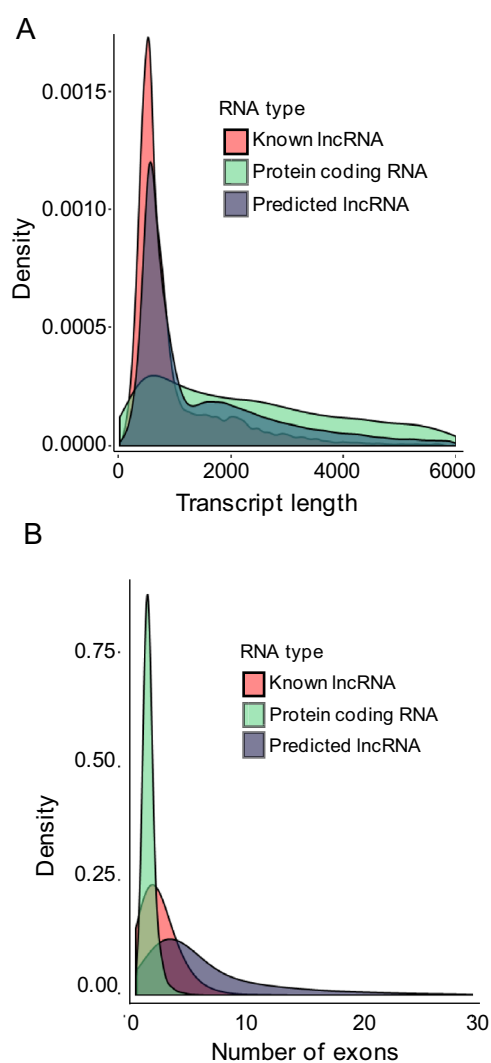 A
0.0015
0.0010
0.0005
0.0000
Density
RNA type
Known lncRNA
Protein coding RNA
Predicted lncRNA
0 2000 4000 6000
Transcript length
B
0.75
0.50
0.25
0.00
Density
RNA type
Known lncRNA
Protein coding RNA
Predicted lncRNA
0 10 20 30
Number of exons